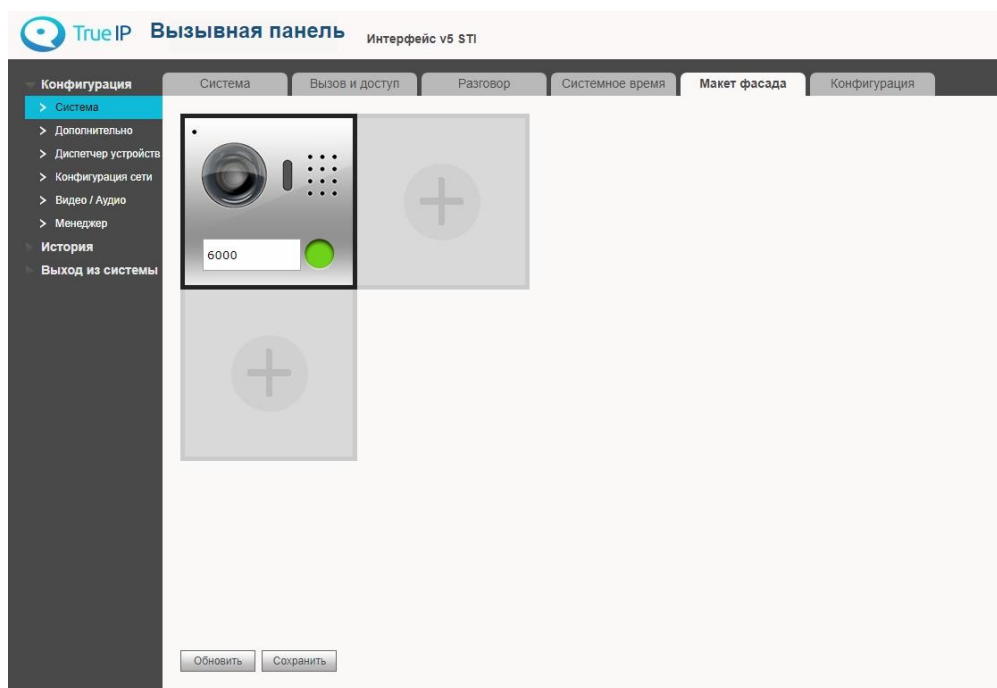 True IP Вызывная панель Интерфейс v5 STI
Конфигурация
Система
Дополнительно
Диспетчер устройств
Конфигурация сети
Видео / Аудио
Менеджер
История
Выход из системы
Система Вызов и доступ Разговор Системное время Макет фасада Конфигурация
6000
Обновить Сохранить